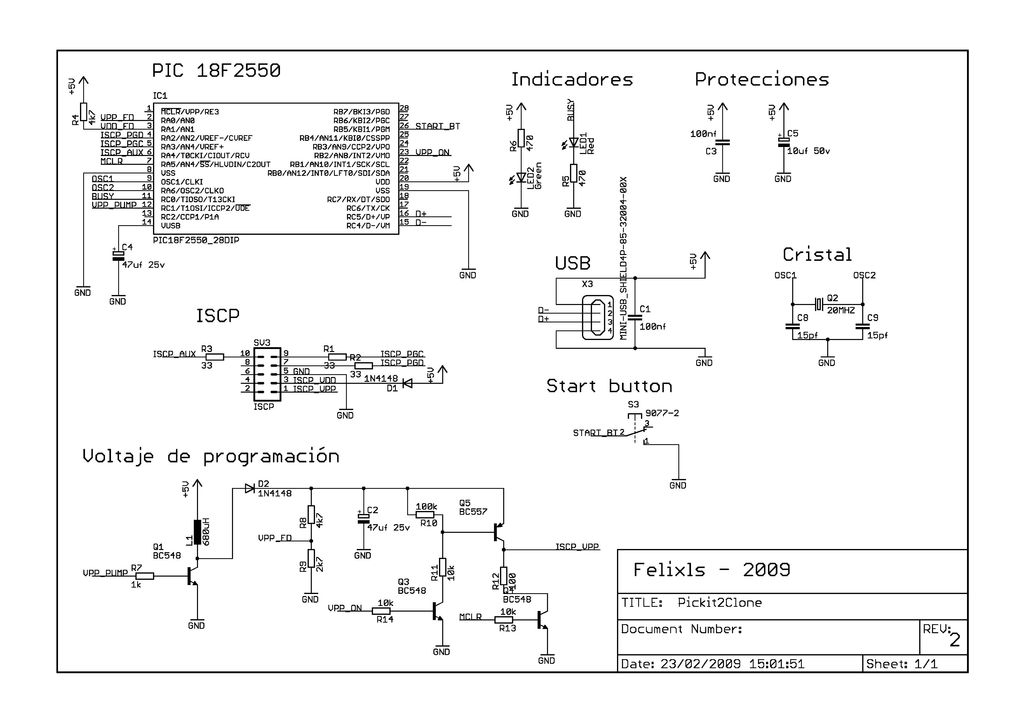 PIC 18F2550
Indicadores
Protecciones
+5V
R4
4k7
IC1
1 MCLR/VPP/RE3
VPP_FD 2 RA0/AN0
VDD_FD 3 RA1/AN1
ISCP_PGD 4 RA2/AN2/VREF-/CVREF
ISCP_PGC 5 RA3/AN4/VREF+
ISCP_AUX 6 RA4/T0CKI/C1OUT/RCV
MCLR 7 RA5/AN4/SS/HLVDIN/C2OUT
8 VSS
OSC1 9 OSC1/CLKI
OSC2 10 RA6/OSC2/CLKO
BUSY 11 RC0/T1OSO/T13CKI
VPP_PUMP 12 RC1/T1OSI/ICCP2/UOE
13 RC2/CCP1/P1A
14 VUSB
RB7/BKI3/PGD 28
RB6/KBI2/PGC 27
RB5/KBI1/PGM 26 START_BT
RB4/AN11/KBI0/CSSPP 25
RB3/AN9/CCP2/VPO 24
RB2/AN8/INT2/VMO 23 VPP_ON
RB1/AN10/INT1/SCK/SCL 22
RB0/AN12/INT0/LFT0/SDI/SDA 21
VDD 20
VSS 19
RC7/RX/DT/SDO 18
RC6/TX/CK 17
RC5/D+/VP 16 D+
RC4/D-/VM 15 D-
+5V
PIC18F2550_28DIP
C4
47uf 25v
GND
GND
GND
+5V
R6
470
LED2
Green
GND
BUSY
LED1
Red
R5
470
GND
+5V
100nf
C3
GND
+5V
C5
10uf 50v
GND
USB
X3
D-
D+
1
2
3
4
MINI-USB_SHIELD4P-85-32004-00X
C1
100nf
+5V
GND
Cristal
OSC1
OSC2
Q2
20MHZ
C8
15pf
C9
15pf
GND
ISCP
SV3
ISCP_AUX
R3
33
10
8
6
4
2
9
7
5 GND
3 ISCP_VDD
1 ISCP_VPP
ISCP
R1
33
R2
33
ISCP_PGC
ISCP_PGD
1N4148
D1
+5V
GND
Start button
S3
9077-2
START_BT
2
3
1
GND
Voltaje de programación
+5V
L1
680uH
D2
1N4148
Q1
BC548
VPP_PUMP
R7
1k
GND
R8
4k7
VPP_FD
R9
2k7
GND
C2
47uf 25v
GND
100k
R10
Q5
BC557
ISCP_VPP
R11
10k
Q3
BC548
VPP_ON
10k
R14
GND
R12
100
BC548
MCLR
10k
R13
GND
Felixls - 2009
TITLE: Pickit2Clone
Document Number:
REV:
2
Date: 23/02/2009 15:01:51
Sheet: 1/1